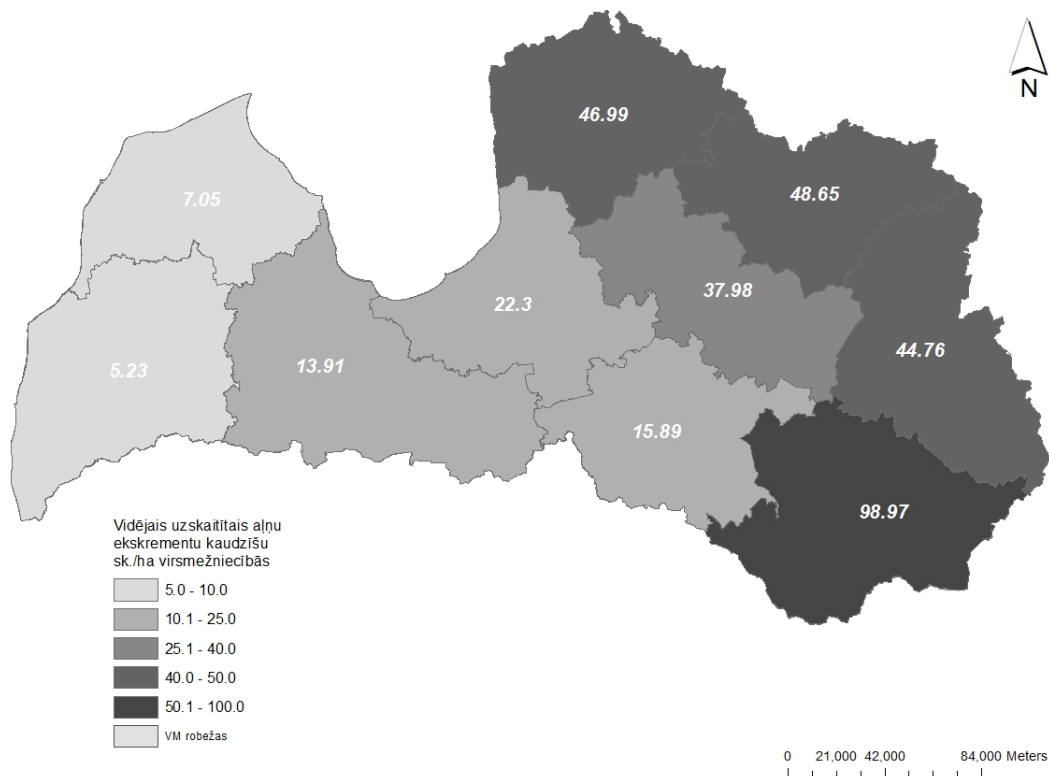 N
46.99
48.65
7.05
37.98
22.3
44.76
5.23
13.91
15.89
98.97
Vidējais uzskaitītais aļņu
ekskrementu kaudzīšu
sk./ha virsmežniecībās
5.0 - 10.0
10.1 - 25.0
25.1 - 40.0
40.0 - 50.0
50.1 - 100.0
VM robežas
0 21,000 42,000 84,000 Meters